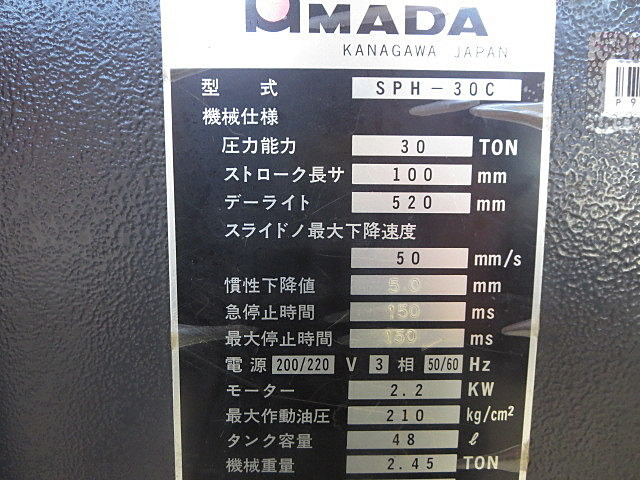 AMADA
KANAGAWA JAPAN
型式 SPH-30C
機械仕様
圧力能力 30 TON
ストローク長サ 100 mm
デーライト 520 mm
スライドノ最大下降速度
50 mm/s
慣性下降値 5.0 mm
急停止時間 150 ms
最大停止時間 150 ms
電源 200/220 V 3 相 50/60 Hz
モーター 2.2 KW
最大作動油圧 210 kg/cm²
タンク容量 48 ℓ
機械重量 2.45 TON
P9